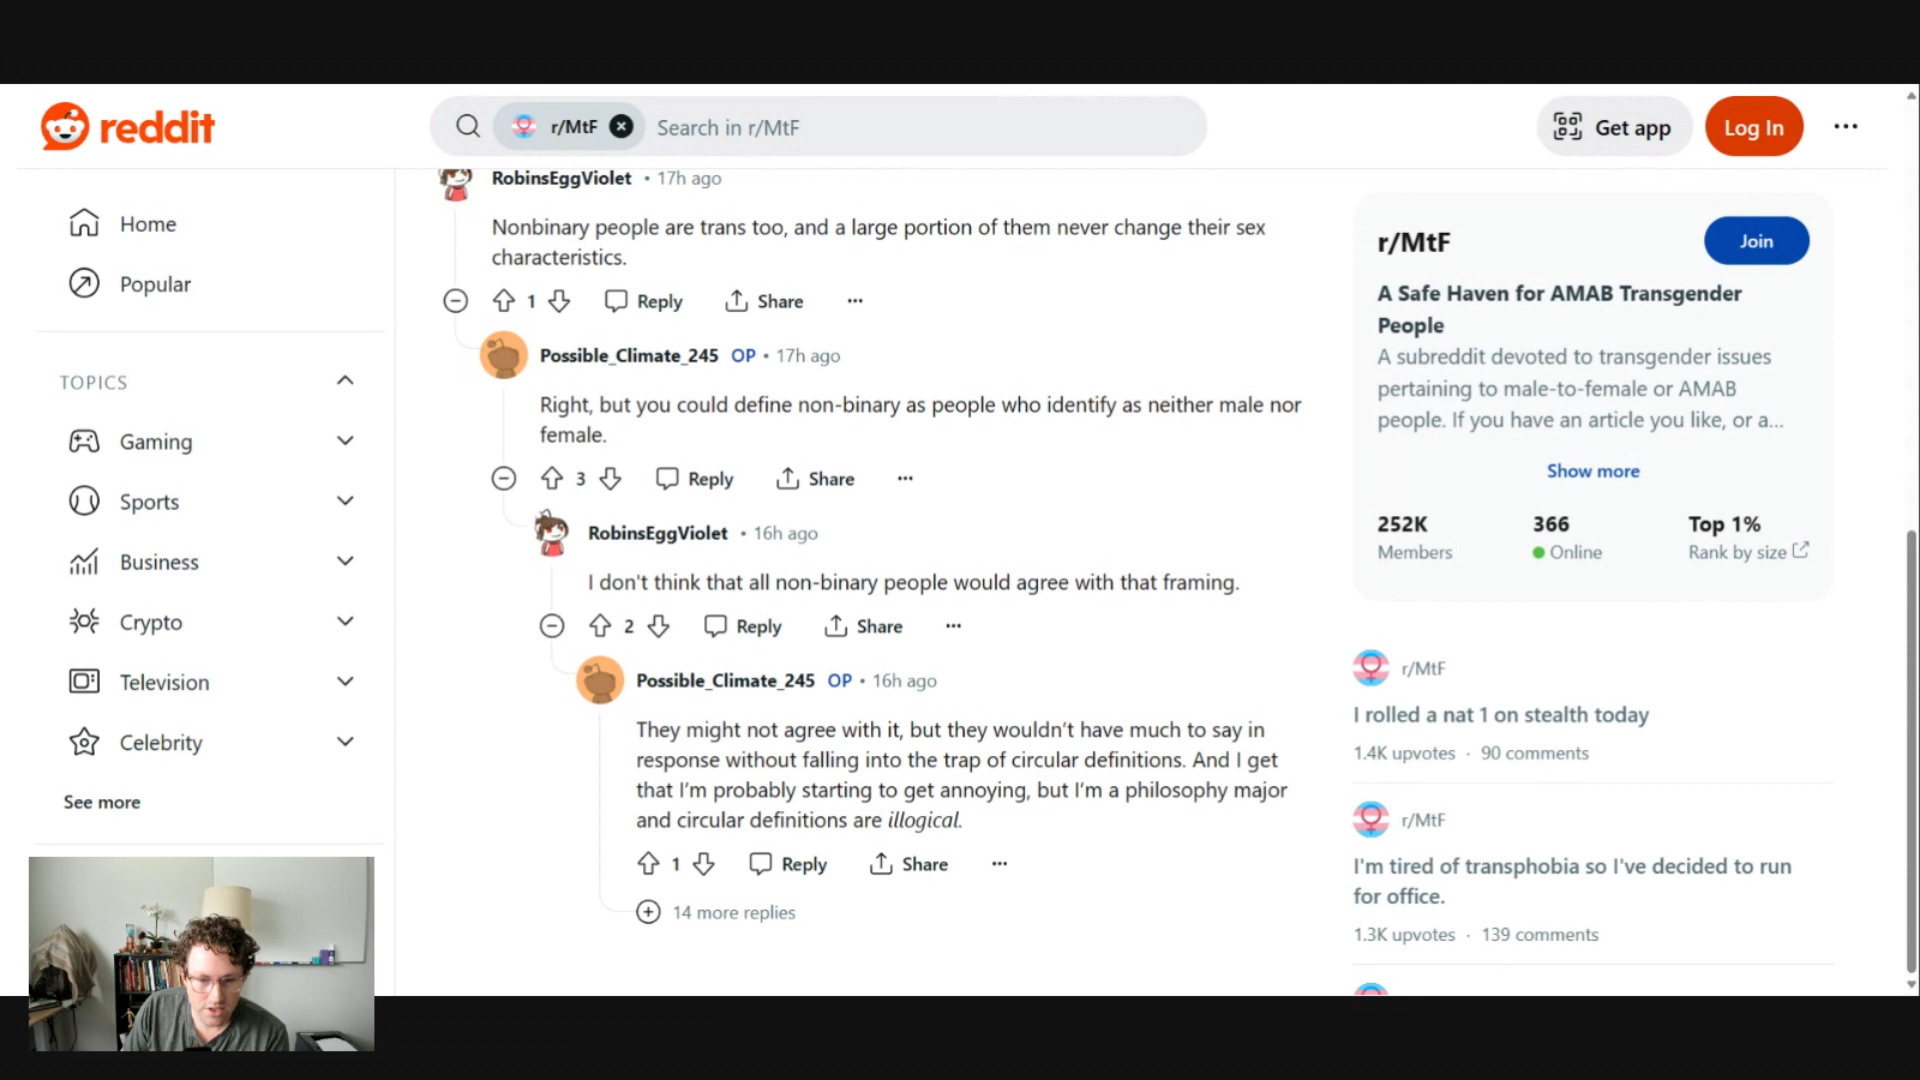 reddit
r/MtF
Search in r/MtF
Get app
Log In
Home
Popular
TOPICS
Gaming
Sports
Business
Crypto
Television
Celebrity
See more
RobinsEggViolet • 17h ago
Nonbinary people are trans too, and a large portion of them never change their sex
characteristics.
1 Reply Share
Possible_Climate_245 OP • 17h ago
Right, but you could define non-binary as people who identify as neither male nor
female.
3 Reply Share
RobinsEggViolet • 16h ago
I don't think that all non-binary people would agree with that framing.
2 Reply Share
Possible_Climate_245 OP • 16h ago
They might not agree with it, but they wouldn’t have much to say in
response without falling into the trap of circular definitions. And I get
that I’m probably starting to get annoying, but I’m a philosophy major
and circular definitions are illogical.
1 Reply Share
14 more replies
r/MtF
Join
A Safe Haven for AMAB Transgender
People
A subreddit devoted to transgender issues
pertaining to male-to-female or AMAB
people. If you have an article you like, or a...
Show more
252K 366 Top 1%
Members Online Rank by size
r/MtF
I rolled a nat 1 on stealth today
1.4K upvotes · 90 comments
r/MtF
I'm tired of transphobia so I've decided to run
for office.
1.3K upvotes · 139 comments